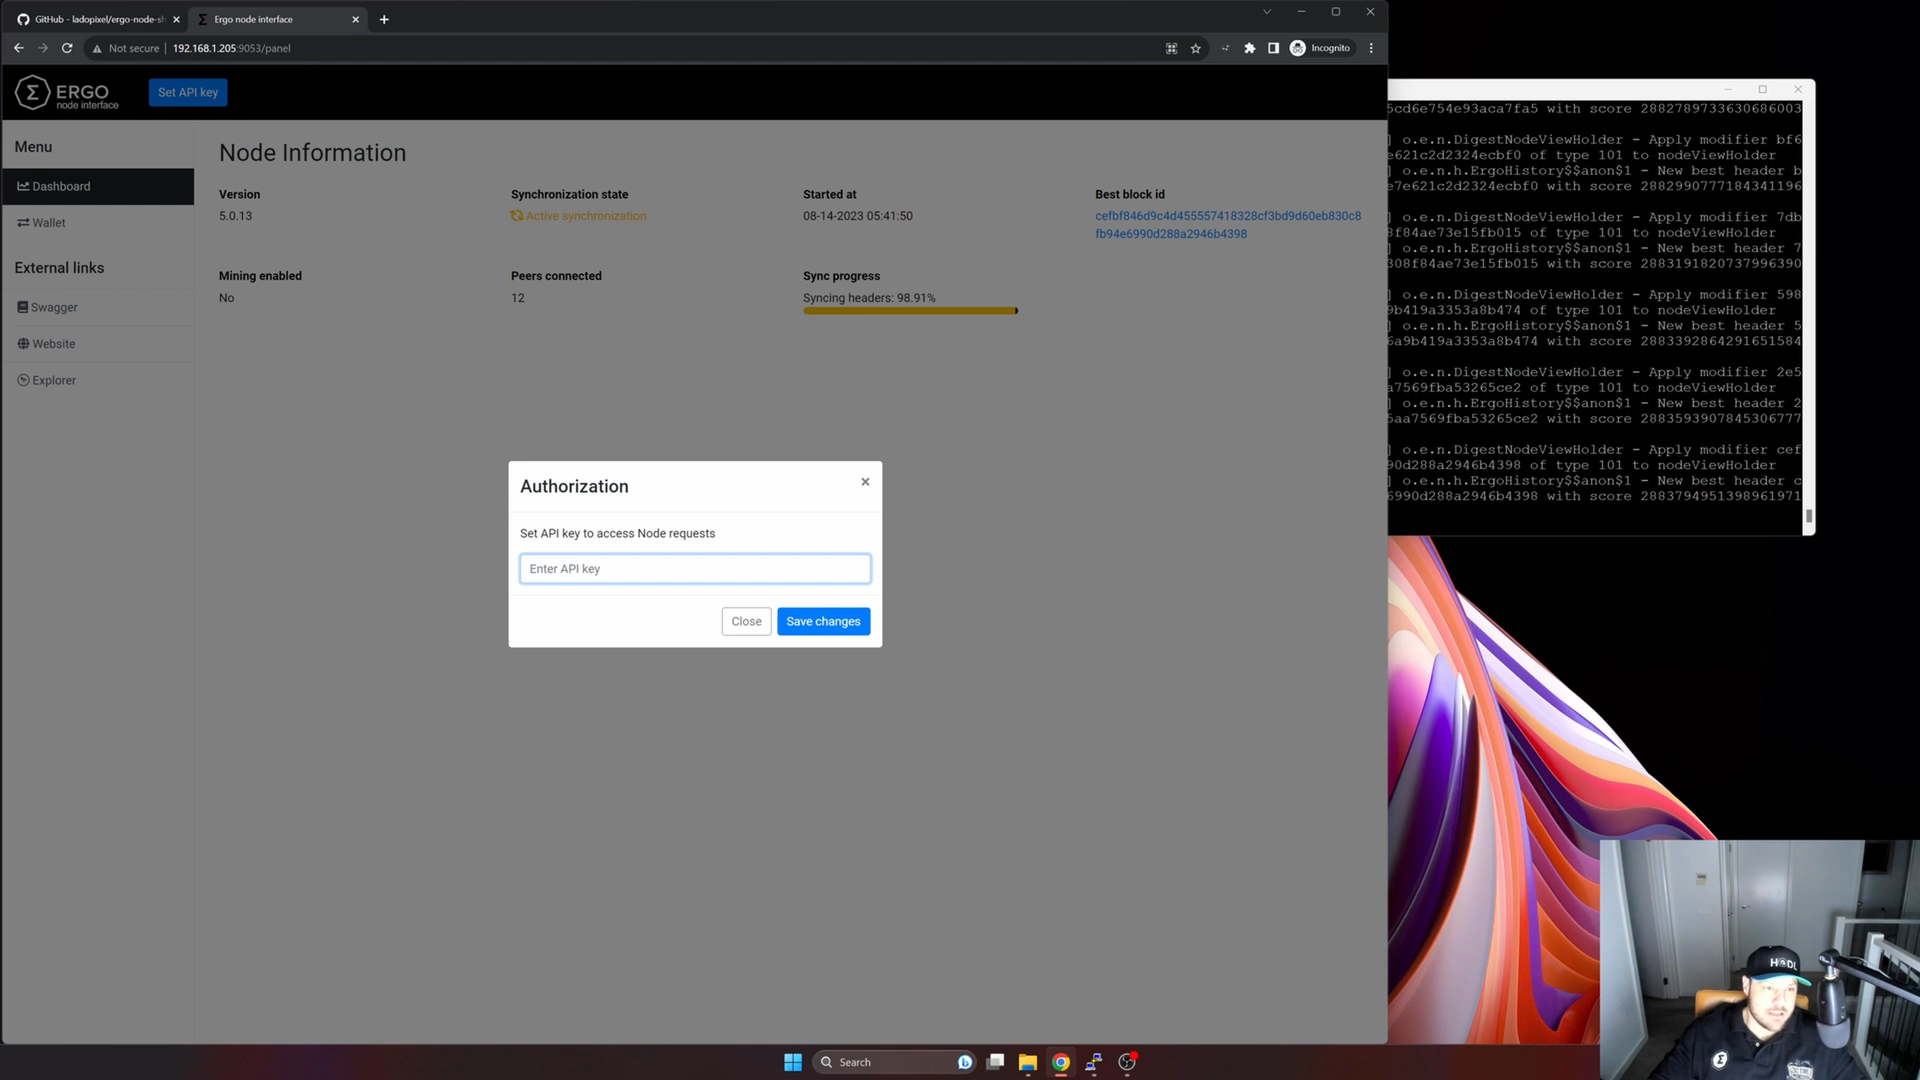 GitHub - ladopixel/ergo-node-sh
Ergo node interface
Not secure
192.168.1.205:9053/panel
Incognito
ERGO
node interface
Set API key
Menu
Dashboard
Wallet
External links
Swagger
Website
Explorer
Node Information
Version
5.0.13
Synchronization state
Active synchronization
Started at
08-14-2023 05:41:50
Best block id
cefbf846d9c4d455557418328cf3bd9d60eb830c8
fb94e6990d288a2946b4398
Mining enabled
No
Peers connected
12
Sync progress
Syncing headers: 98.91%
Authorization
×
Set API key to access Node requests
Enter API key
Close
Save changes
5cd6e754e93aca7fa5 with score 2882789733630686003
] o.e.n.DigestNodeViewHolder - Apply modifier bf6
e621c2d2324ecbf0 of type 101 to nodeViewHolder
] o.e.n.h.ErgoHistory$$anon$1 - New best header b
e7e621c2d2324ecbf0 with score 2882990777184341196
] o.e.n.DigestNodeViewHolder - Apply modifier 7db
8f84ae73e15fb015 of type 101 to nodeViewHolder
] o.e.n.h.ErgoHistory$$anon$1 - New best header 7
308f84ae73e15fb015 with score 2883191820737996390
] o.e.n.DigestNodeViewHolder - Apply modifier 598
9b419a3353a8b474 of type 101 to nodeViewHolder
] o.e.n.h.ErgoHistory$$anon$1 - New best header 5
6a9b419a3353a8b474 with score 2883392864291651584
] o.e.n.DigestNodeViewHolder - Apply modifier 2e5
a7569fba53265ce2 of type 101 to nodeViewHolder
] o.e.n.h.ErgoHistory$$anon$1 - New best header 2
5aa7569fba53265ce2 with score 2883593907845306777
] o.e.n.DigestNodeViewHolder - Apply modifier cef
90d288a2946b4398 of type 101 to nodeViewHolder
] o.e.n.h.ErgoHistory$$anon$1 - New best header c
6990d288a2946b4398 with score 2883794951398961971
Search